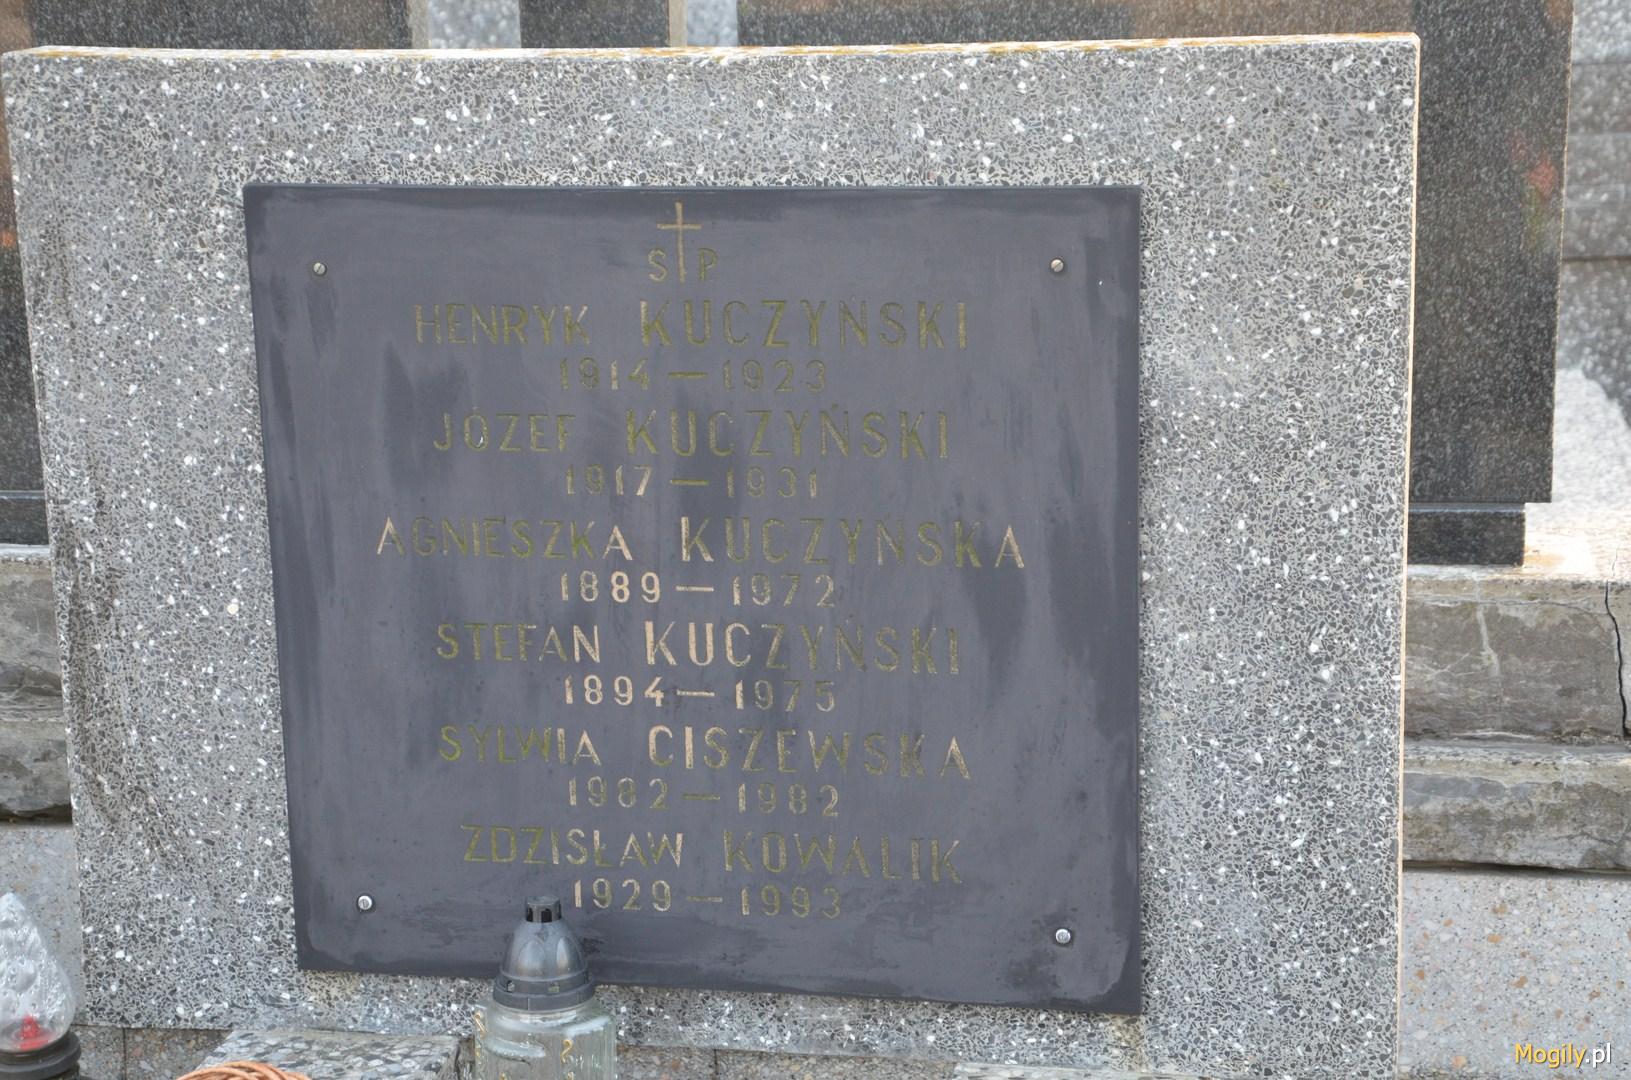 S P
HENRYK KUCZYŃSKI
1914 — 1923
JÓZEF KUCZYŃSKI
1917 — 1931
AGNIESZKA KUCZYŃSKA
1889 — 1972
STEFAN KUCZYŃSKI
1894 — 1975
SYLWIA CISZEWSKA
1982 — 1982
ZDZISŁAW KOWALIK
1929 — 1993
Mogily.pl